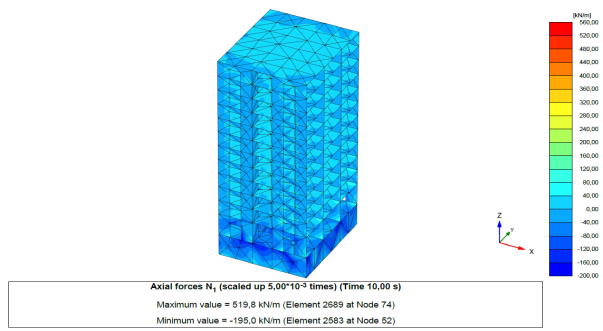 [kN/m]
560,00
520,00
480,00
440,00
400,00
360,00
320,00
280,00
240,00
200,00
160,00
120,00
80,00
40,00
0,00
-40,00
-80,00
-120,00
-160,00
-200,00
Z
Y
X
Axial forces N1 (scaled up 5,00*10-3 times) (Time 10,00 s)
Maximum value = 519,8 kN/m (Element 2689 at Node 74)
Minimum value = -195,0 kN/m (Element 2583 at Node 52)